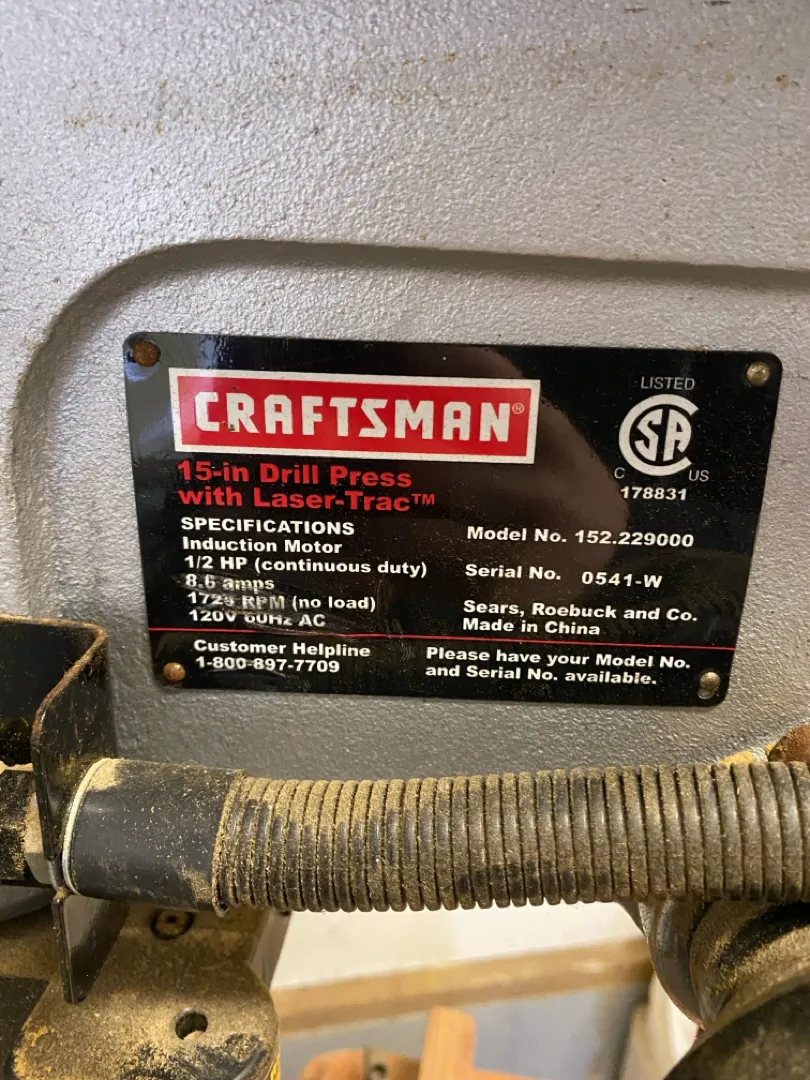 CRAFTSMAN®
15-in Drill Press
with Laser-Trac™
SPECIFICATIONS
Induction Motor
1/2 HP (continuous duty)
8.6 amps
1725 RPM (no load)
120V 60Hz AC
Customer Helpline
1-800-897-7709
LISTED
SA
C US
178831
Model No. 152.229000
Serial No. 0541-W
Sears, Roebuck and Co.
Made in China
Please have your Model No.
and Serial No. available.